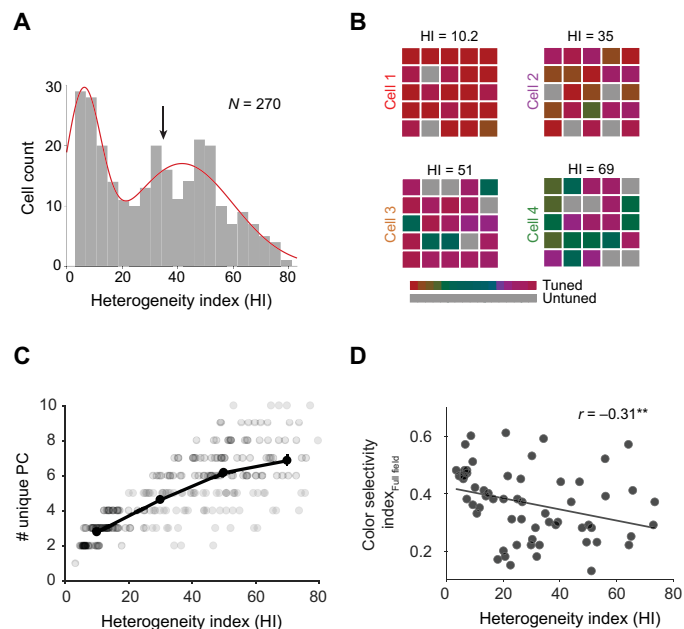 A
N = 270
Cell count
0
10
20
30
0 20 40 60 80
Heterogeneity index (HI)
B
HI = 10.2
HI = 35
Cell 1
Cell 2
HI = 51
HI = 69
Cell 3
Cell 4
Tuned
Untuned
C
# unique PC
10
8
6
4
2
0
0 20 40 60 80
Heterogeneity index (HI)
D
r = –0.31**
Color selectivity
index Full field
0.6
0.4
0.2
0 20 40 60 80
Heterogeneity index (HI)